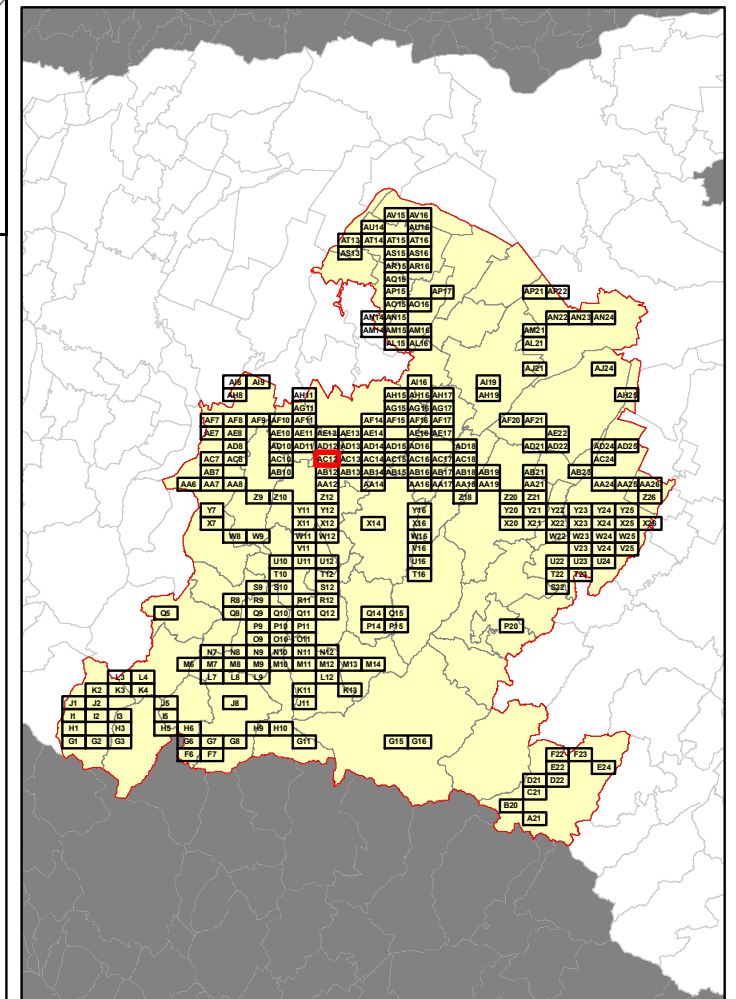 AV15 AV16
AU14 AU16
AT13 AT14 AT15 AT16
AS13 AS15 AS16
AR15 AR16
AQ15
AP15 AP17 AP21 AP22
AO15 AO16
AN14 AN15 AN22 AN23 AN24
AM14 AM15 AM16 AM21
AL15 AL16 AL21
AJ21 AJ24
AI8 AI9 AI16 AI19
AH8 AH11 AH15 AH16 AH17 AH19 AH25
AG11 AG15 AG16 AG17
AF7 AF8 AF9 AF10 AF11 AF14 AF15 AF16 AF17 AF20 AF21
AE7 AE8 AE10 AE11 AE12 AE13 AE14 AE16 AE17 AE22
AD8 AD10 AD11 AD12 AD13 AD14 AD15 AD16 AD18 AD21 AD22 AD24 AD25
AC7 AC8 AC10 AC12 AC13 AC14 AC15 AC16 AC17 AC18 AC24
AB7 AB10 AB12 AB13 AB14 AB15 AB16 AB17 AB18 AB19 AB21 AB23
AA6 AA7 AA8 AA12 AA14 AA16 AA17 AA18 AA19 AA21 AA24 AA25 AA26
Z9 Z10 Z12 Z18 Z20 Z21 Z26
Y7 Y11 Y12 Y16 Y20 Y21 Y22 Y23 Y24 Y25
X7 X11 X12 X14 X16 X20 X21 X22 X23 X24 X25 X26
W8 W9 W11 W12 W16 W22 W23 W24 W25
V11 V16 V23 V24 V25
U10 U11 U12 U16 U22 U23 U24
T10 T12 T16 T22 T23
S9 S10 S12 S22
R8 R9 R11 R12
Q5 Q8 Q9 Q10 Q11 Q12 Q14 Q15
P9 P10 P11 P14 P15 P20
O9 O10 O11
N7 N8 N9 N10 N11 N12
M6 M7 M8 M9 M10 M11 M12 M13 M14
L3 L4 L7 L8 L9 L12
K2 K3 K4 K11 K13
J1 J2 J5 J8 J11
I1 I2 I3 I5
H1 H3 H5 H6 H9 H10
G1 G2 G3 G6 G7 G8 G11 G15 G16
F6 F7 F22 F23
E22 E24
D21 D22
C21
B20
A21